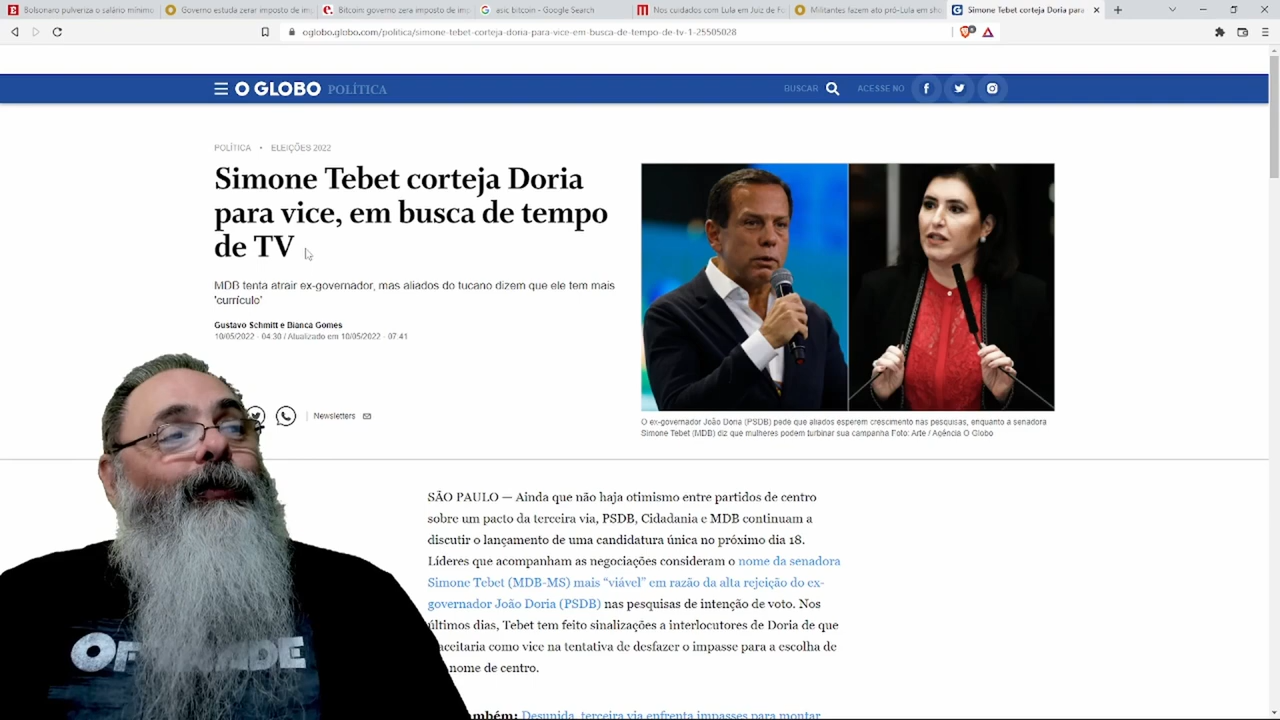 Bolsonaro pulveriza o salário mínimo
Governo estuda zerar imposto de im
Bitcoin: governo zera imposto de imp
asic bitcoin - Google Search
Nos cuidados com Lula em Juiz de Fo
Militantes fazem ato pró-Lula em sh
Simone Tebet corteja Doria para
oglobo.globo.com/politica/simone-tebet-corteja-doria-para-vice-em-busca-de-tempo-de-tv-1-25505028
O GLOBO POLÍTICA
BUSCAR
ACESSE NO
POLÍTICA • ELEIÇÕES 2022
Simone Tebet corteja Doria
para vice, em busca de tempo
de TV
MDB tenta atrair ex-governador, mas aliados do tucano dizem que ele tem mais
'currículo'
Gustavo Schmitt e Bianca Gomes
10/05/2022 - 04:30 / Atualizado em 10/05/2022 - 07:41
Newsletters
O ex-governador João Doria (PSDB) pede que aliados esperem crescimento nas pesquisas, enquanto a senadora
Simone Tebet (MDB) diz que mulheres podem turbinar sua campanha Foto: Arte / Agência O Globo
SÃO PAULO — Ainda que não haja otimismo entre partidos de centro
sobre um pacto da terceira via, PSDB, Cidadania e MDB continuam a
discutir o lançamento de uma candidatura única no próximo dia 18.
Líderes que acompanham as negociações consideram o nome da senadora
Simone Tebet (MDB-MS) mais “viável” em razão da alta rejeição do ex-
governador João Doria (PSDB) nas pesquisas de intenção de voto. Nos
últimos dias, Tebet tem feito sinalizações a interlocutores de Doria de que
aceitaria como vice na tentativa de desfazer o impasse para a escolha de
nome de centro.
Desunida, terceira via enfrenta impasses para montar